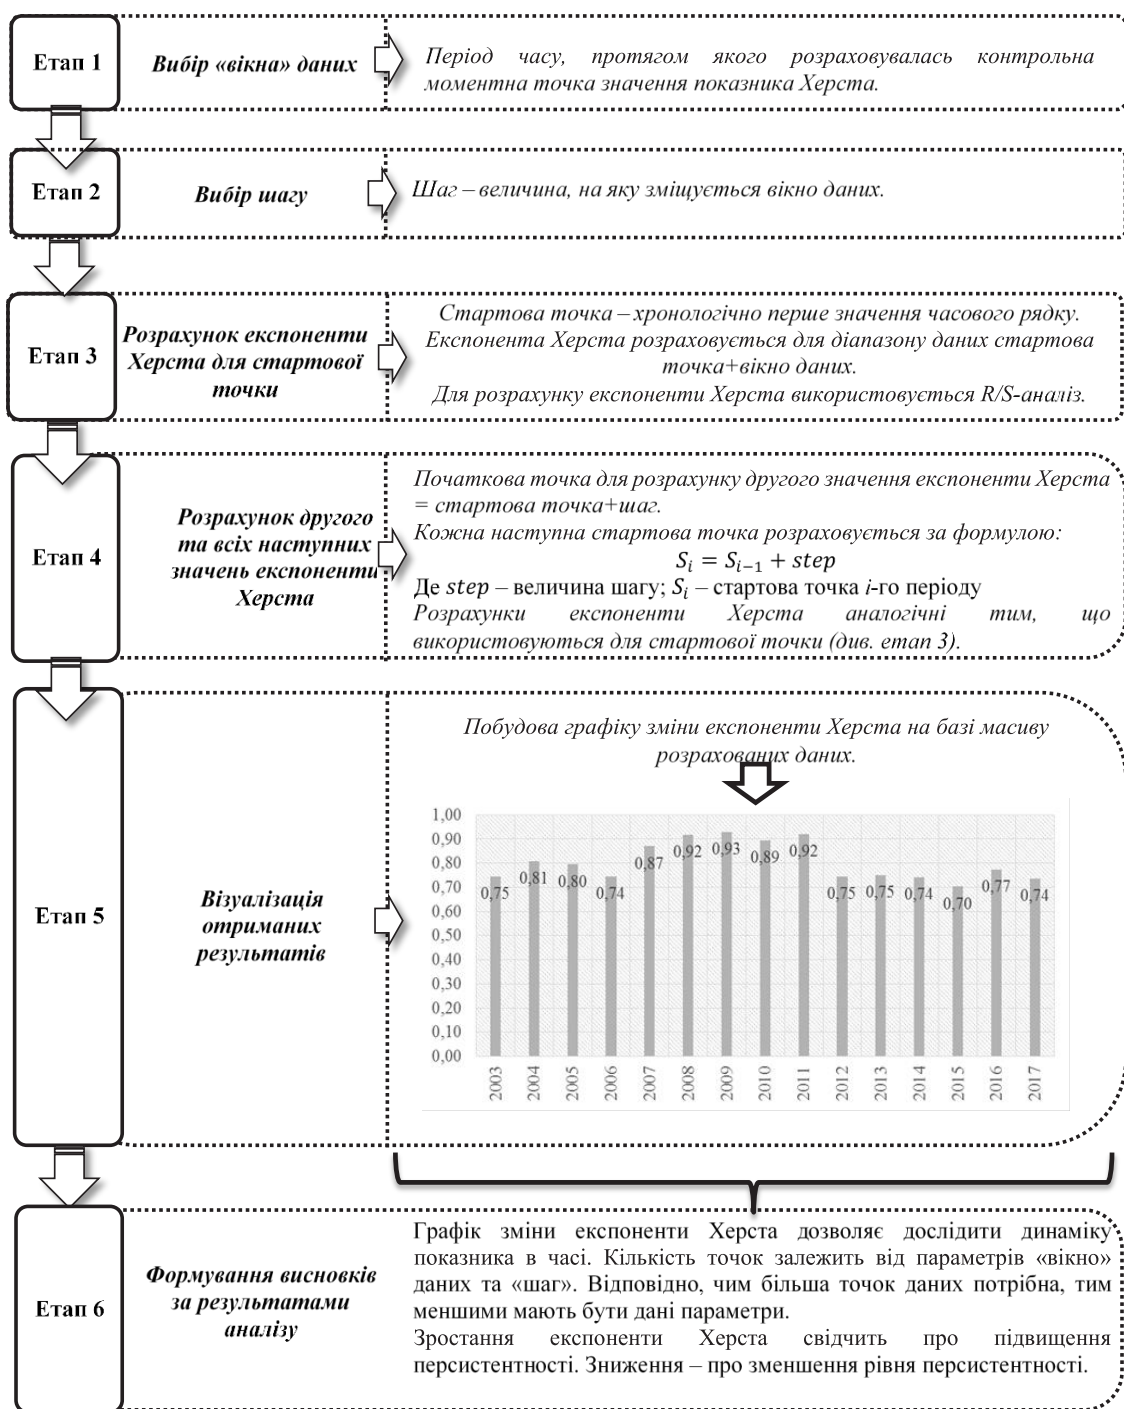 Етап 1
Вибір «вікна» даних
Період часу, протягом якого розраховувалась контрольна
моментна точка значення показника Херста.
Етап 2
Вибір шагу
Шаг – величина, на яку зміщується вікно даних.
Етап 3
Розрахунок експоненти
Херста для стартової
точки
Стартова точка – хронологічно перше значення часового рядку.
Експонента Херста розраховується для діапазону даних стартова
точка+вікно даних.
Для розрахунку експоненти Херста використовується R/S-аналіз.
Етап 4
Розрахунок другого
та всіх наступних
значень експоненти
Херста
Початкова точка для розрахунку другого значення експоненти Херста
= стартова точка+шаг.
Кожна наступна стартова точка розраховується за формулою:
S_i = S_{i−1} + step
Де step – величина шагу; S_i – стартова точка i-го періоду
Розрахунки експоненти Херста аналогічні тим, що
використовуються для стартової точки (див. етап 3).
Етап 5
Візуалізація
отриманих
результатів
Побудова графіку зміни експоненти Херста на базі масиву
розрахованих даних.
1,00
0,90
0,80
0,70
0,60
0,50
0,40
0,30
0,20
0,10
0,00
0,75 0,81 0,80 0,74 0,87 0,92 0,93 0,89 0,92 0,75 0,75 0,74 0,70 0,77 0,74
2003 2004 2005 2006 2007 2008 2009 2010 2011 2012 2013 2014 2015 2016 2017
Етап 6
Формування висновків
за результатами
аналізу
Графік зміни експоненти Херста дозволяє дослідити динаміку
показника в часі. Кількість точок залежить від параметрів «вікно»
даних та «шаг». Відповідно, чим більша точок даних потрібна, тим
меншими мають бути дані параметри.
Зростання експоненти Херста свідчить про підвищення
персистентності. Зниження – про зменшення рівня персистентності.